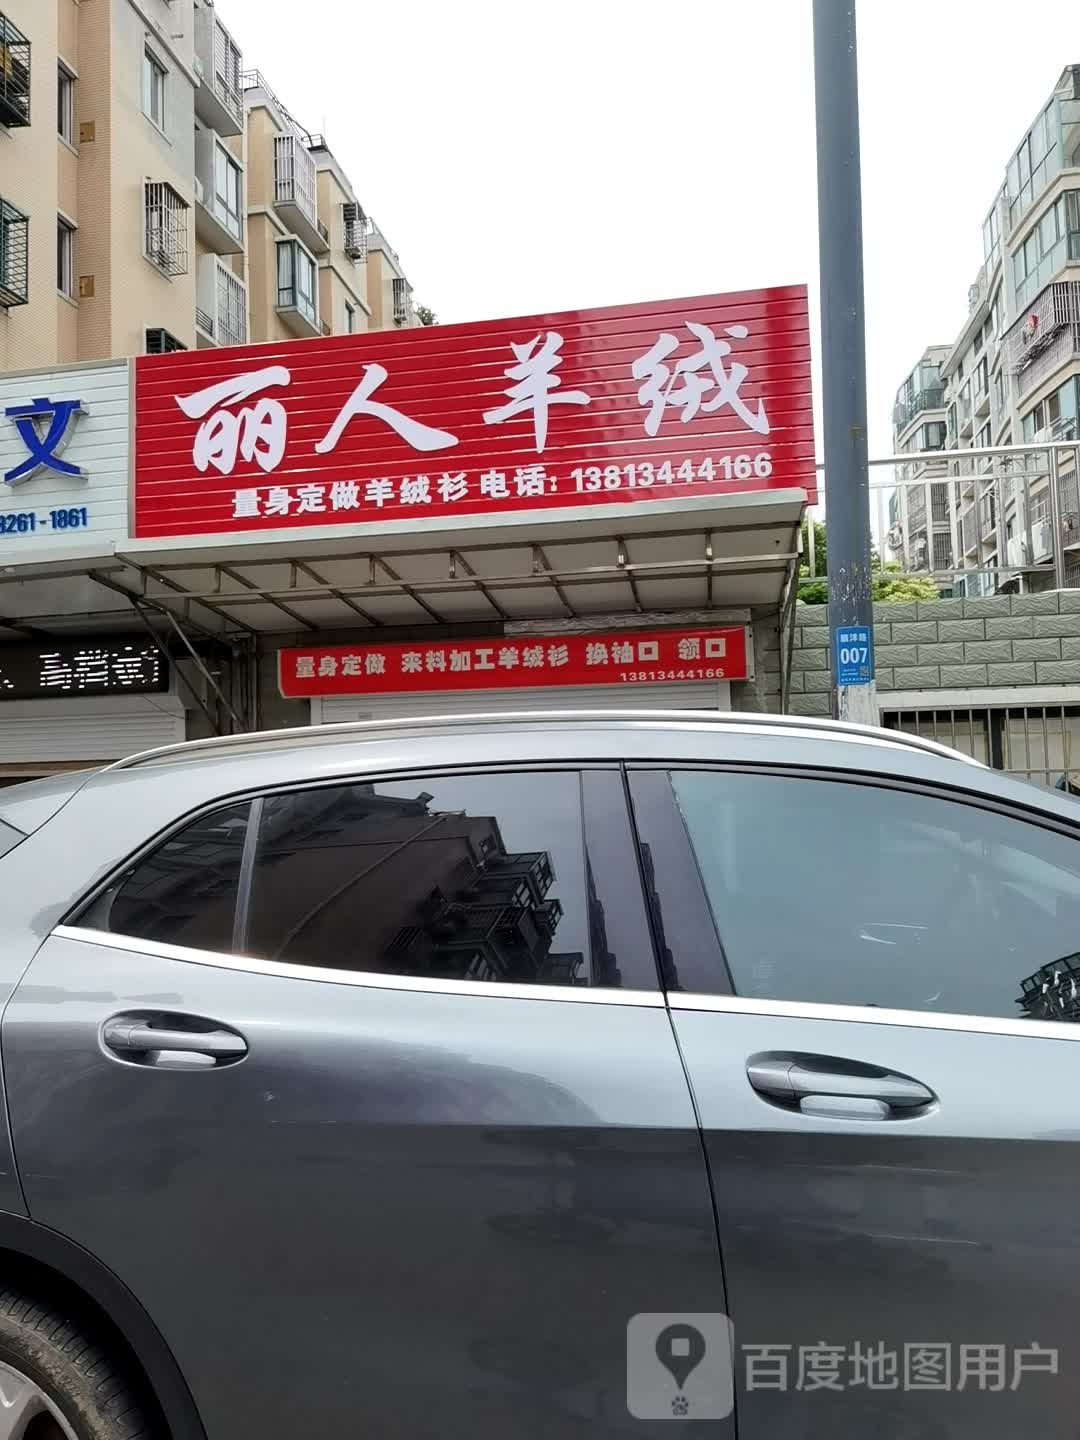 文
8261-1861
丽人羊绒
量身定做羊绒衫 电话：13813444166
量身定做 来料加工羊绒衫 换袖口 领口
13813444166
007
百度地图用户